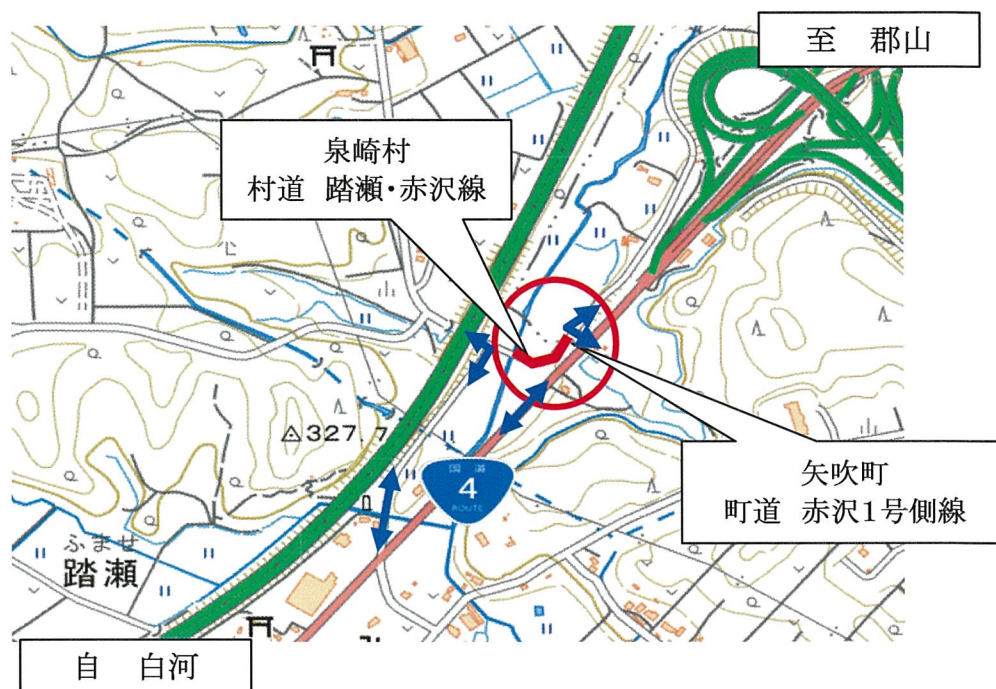 至 郡山
泉崎村
村道 踏瀬・赤沢線
327.7
国道
4
ROUTE
矢吹町
町道 赤沢1号側線
ふませ
踏瀬
自 白河